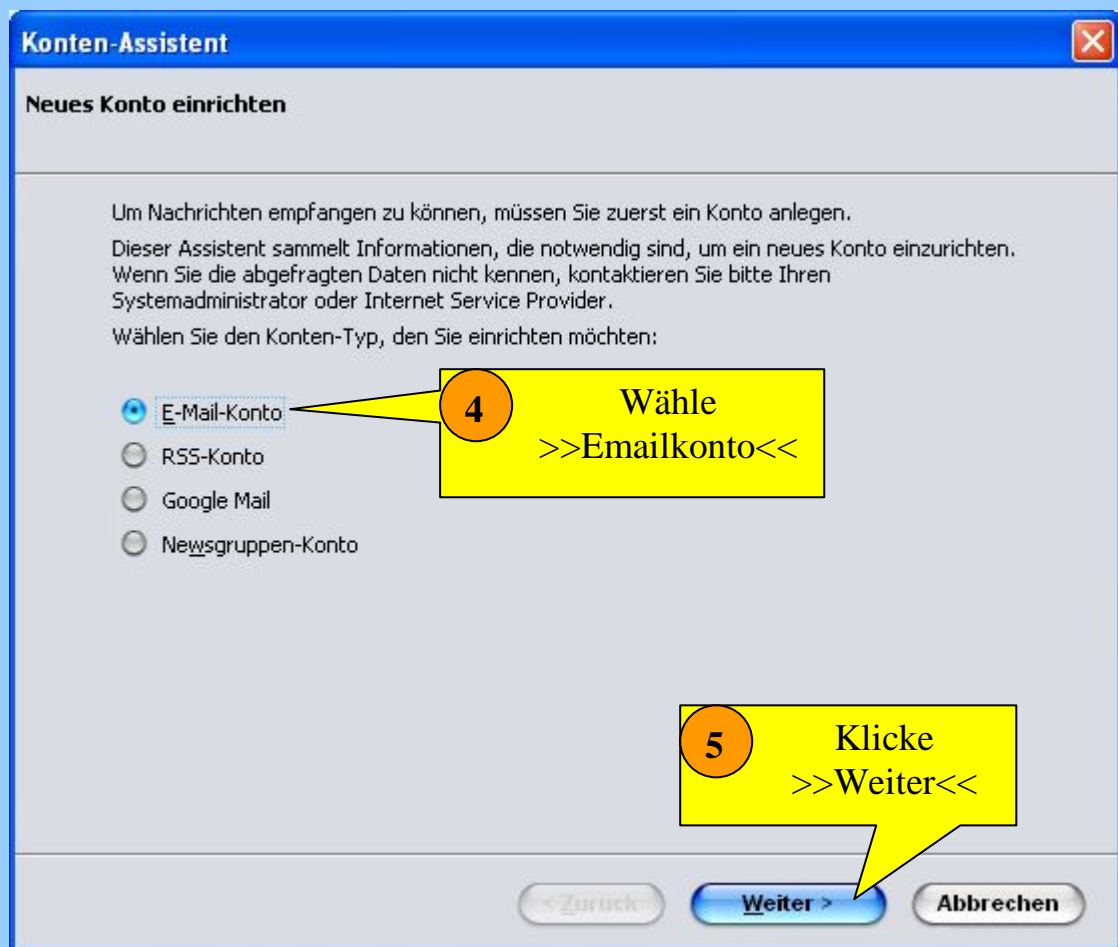 Konten-Assistent
Neues Konto einrichten
Um Nachrichten empfangen zu können, müssen Sie zuerst ein Konto anlegen.
Dieser Assistent sammelt Informationen, die notwendig sind, um ein neues Konto einzurichten.
Wenn Sie die abgefragten Daten nicht kennen, kontaktieren Sie bitte Ihren
Systemadministrator oder Internet Service Provider.
Wählen Sie den Konten-Typ, den Sie einrichten möchten:
E-Mail-Konto
4
Wähle
>>Emailkonto<<
RSS-Konto
Google Mail
Newsgruppen-Konto
5
Klicke
>>Weiter<<
< Zurück
Weiter >
Abbrechen